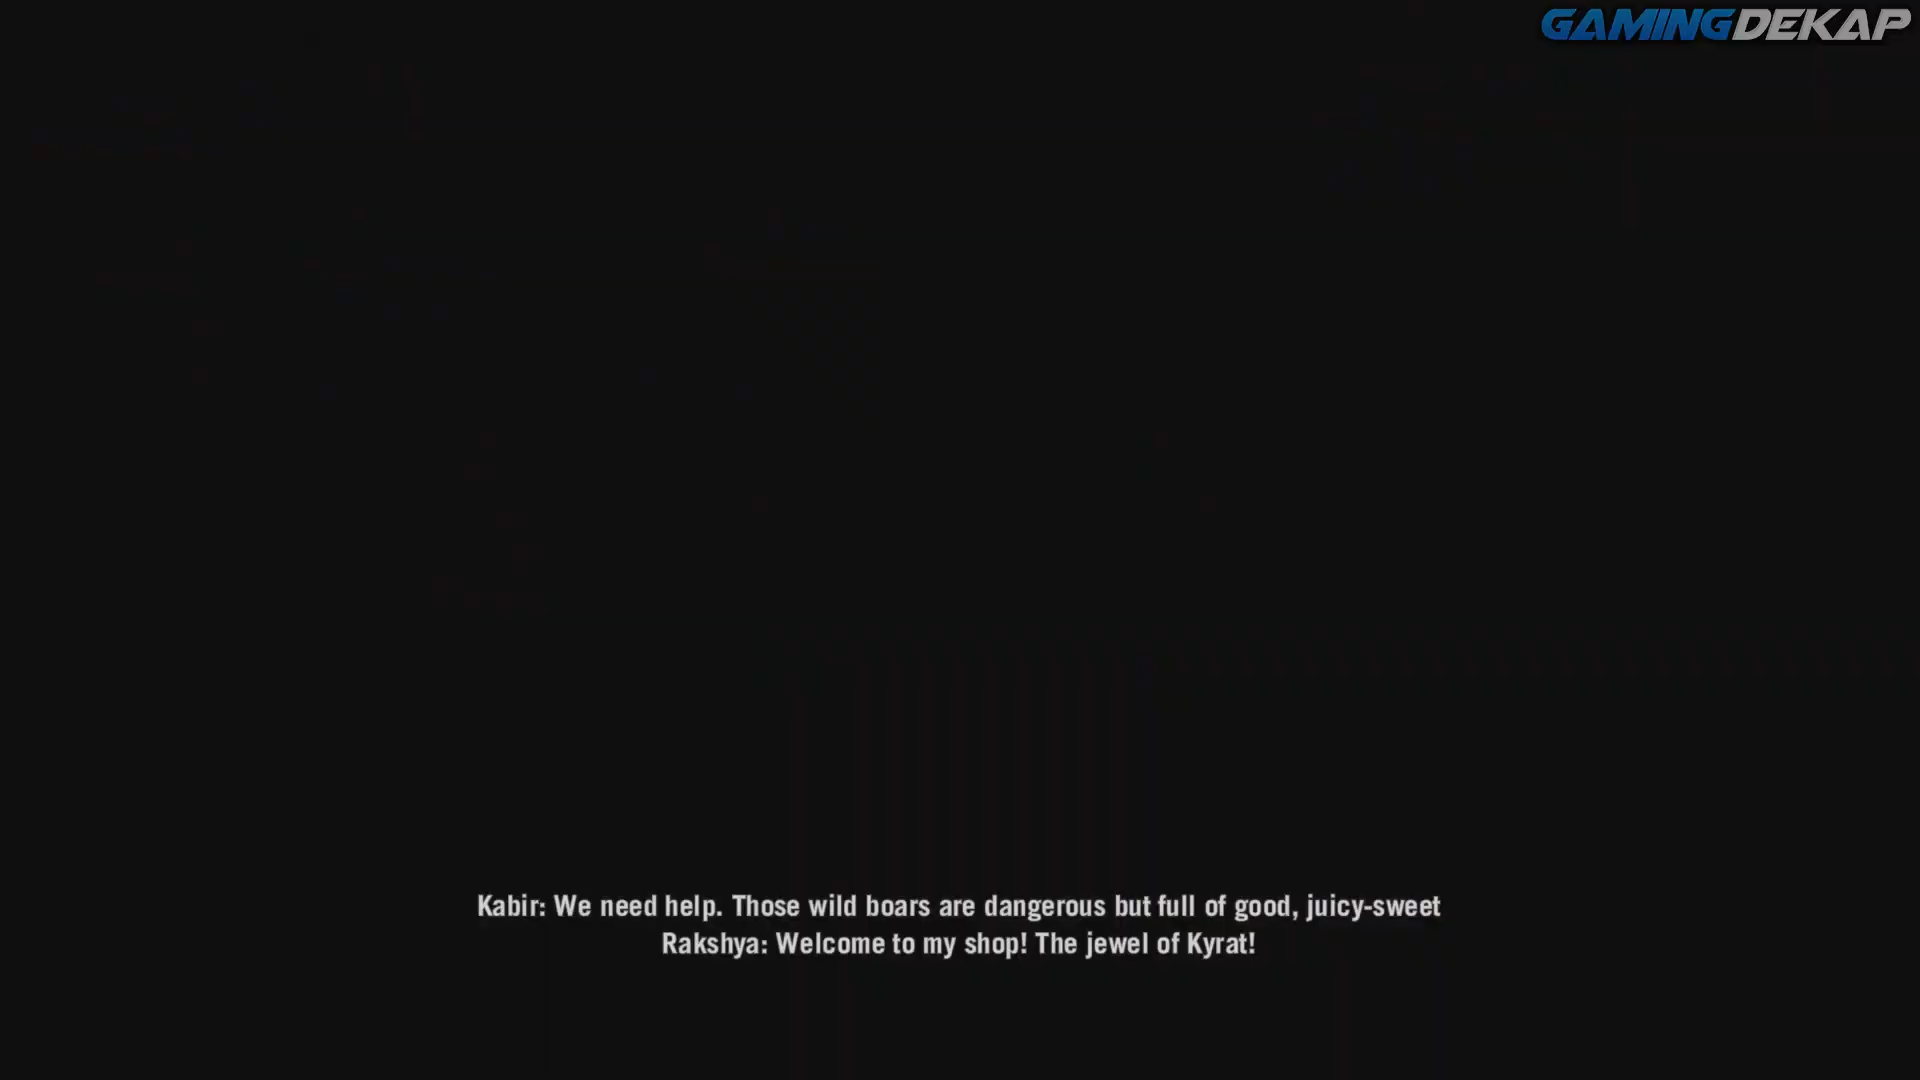 GAMINGDEKAP
Kabir: We need help. Those wild boars are dangerous but full of good, juicy-sweet
Rakshya: Welcome to my shop! The jewel of Kyrat!